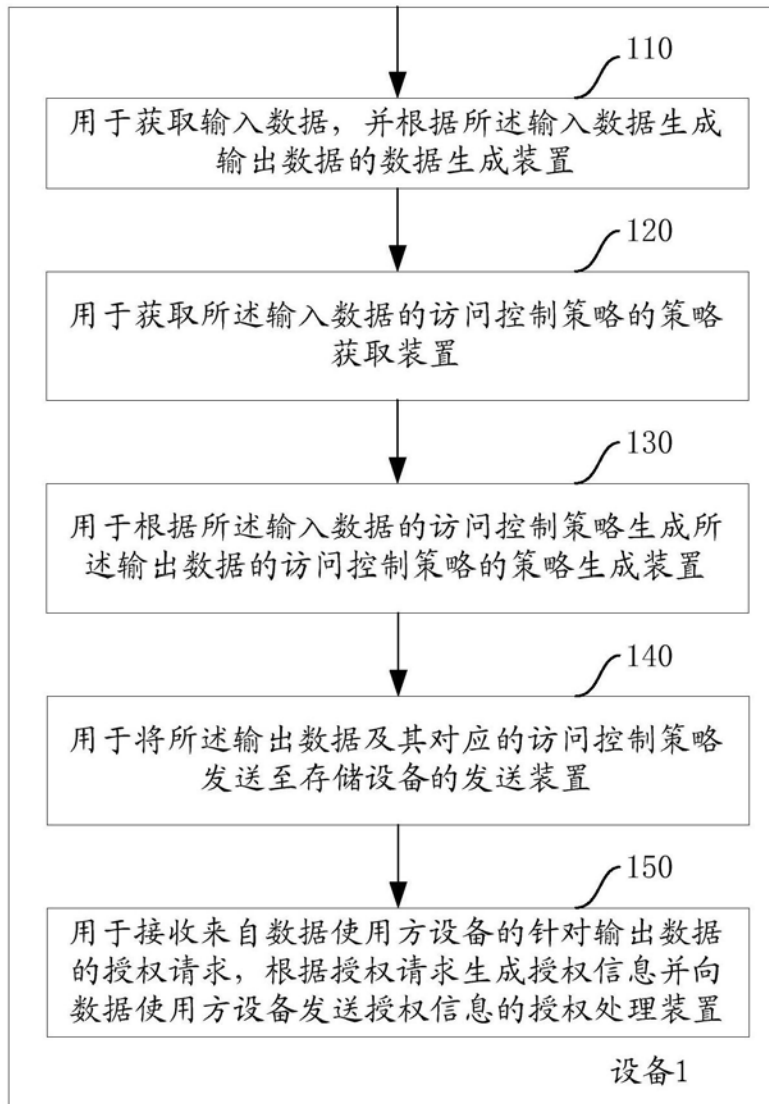 110
用于获取输入数据，并根据所述输入数据生成
输出数据的数据生成装置
120
用于获取所述输入数据的访问控制策略的策略
获取装置
130
用于根据所述输入数据的访问控制策略生成所
述输出数据的访问控制策略的策略生成装置
140
用于将所述输出数据及其对应的访问控制策略
发送至存储设备的发送装置
150
用于接收来自数据使用方设备的针对输出数据
的授权请求，根据授权请求生成授权信息并向
数据使用方设备发送授权信息的授权处理装置
设备1